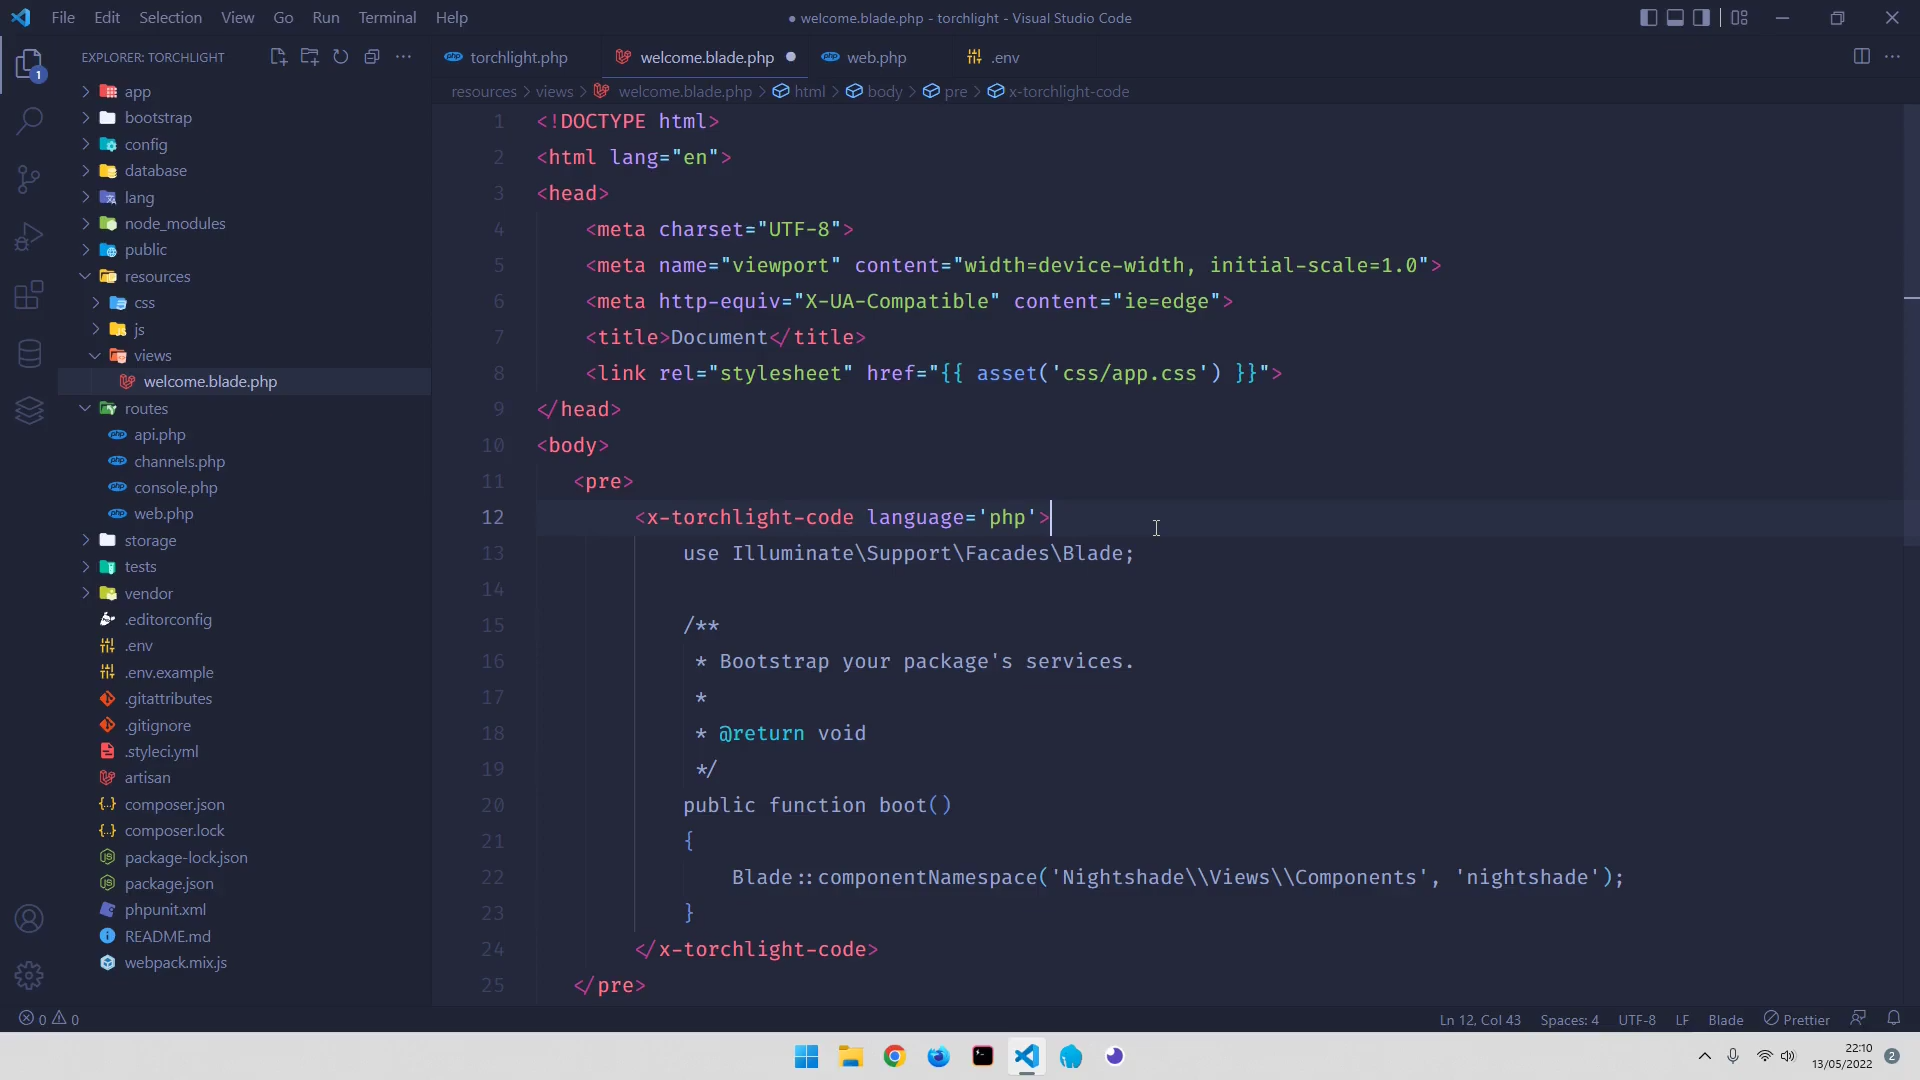 File Edit Selection View Go Run Terminal Help
● welcome.blade.php - torchlight - Visual Studio Code
EXPLORER: TORCHLIGHT
1
app
bootstrap
config
database
lang
node_modules
public
resources
css
js
views
welcome.blade.php
routes
api.php
channels.php
console.php
web.php
storage
tests
vendor
.editorconfig
.env
.env.example
.gitattributes
.gitignore
.styleci.yml
artisan
composer.json
composer.lock
package-lock.json
package.json
phpunit.xml
README.md
webpack.mix.js
torchlight.php welcome.blade.php ● web.php .env
resources > views > welcome.blade.php > html > body > pre > x-torchlight-code
1 <!DOCTYPE html>
2 <html lang="en">
3 <head>
4 <meta charset="UTF-8">
5 <meta name="viewport" content="width=device-width, initial-scale=1.0">
6 <meta http-equiv="X-UA-Compatible" content="ie=edge">
7 <title>Document</title>
8 <link rel="stylesheet" href="{{ asset('css/app.css') }}">
9 </head>
10 <body>
11 <pre>
12 <x-torchlight-code language='php'>
13 use Illuminate\Support\Facades\Blade;
14
15 /**
16 * Bootstrap your package's services.
17 *
18 * @return void
19 */
20 public function boot()
21 {
22 Blade::componentNamespace('Nightshade\\Views\\Components', 'nightshade');
23 }
24 </x-torchlight-code>
25 </pre>
0 0
Ln 12, Col 43 Spaces: 4 UTF-8 LF Blade Prettier
22:10
13/05/2022
2